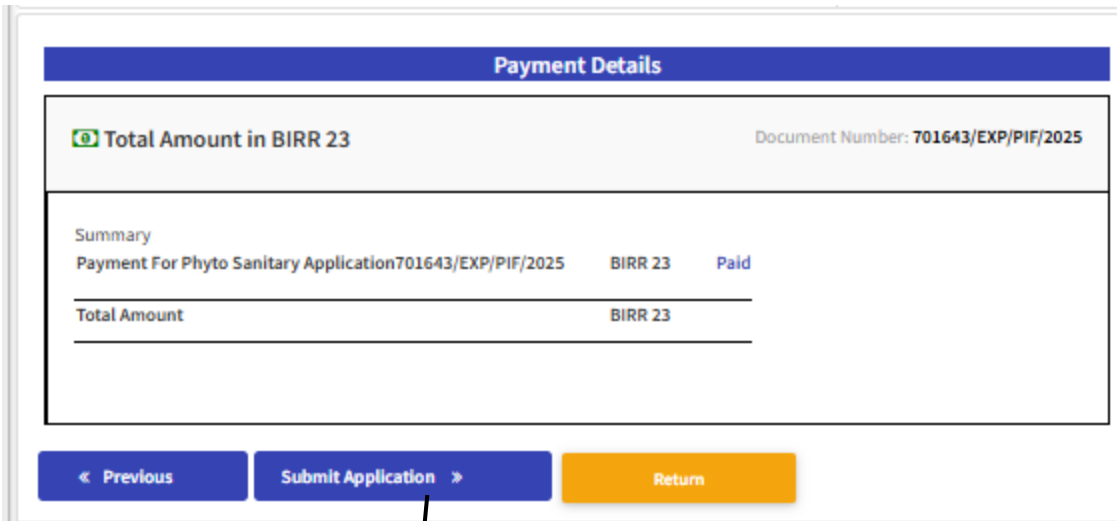 Payment Details
Total Amount in BIRR 23 Document Number: 701643/EXP/PIF/2025
Summary
Payment For Phyto Sanitary Application701643/EXP/PIF/2025 BIRR 23 Paid
Total Amount BIRR 23
« Previous Submit Application » Return